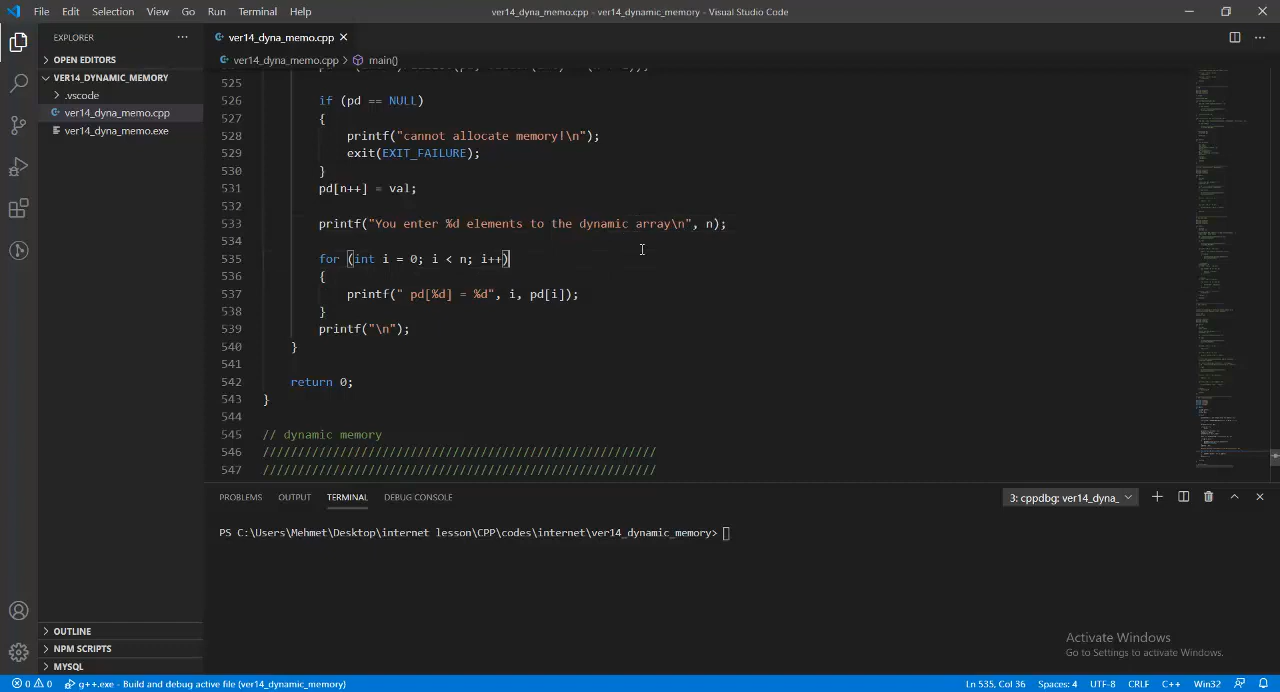 File Edit Selection View Go Run Terminal Help
ver14_dyna_memo.cpp - ver14_dynamic_memory - Visual Studio Code
EXPLORER
OPEN EDITORS
VER14_DYNAMIC_MEMORY
.vscode
ver14_dyna_memo.cpp
ver14_dyna_memo.exe
OUTLINE
NPM SCRIPTS
MYSQL
ver14_dyna_memo.cpp
ver14_dyna_memo.cpp > main()
525
526 if (pd == NULL)
527 {
528 printf("cannot allocate memory!\n");
529 exit(EXIT_FAILURE);
530 }
531 pd[n++] = val;
532
533 printf("You enter %d elements to the dynamic array\n", n);
534
535 for (int i = 0; i < n; i++)
536 {
537 printf(" pd[%d] = %d", i, pd[i]);
538 }
539 printf("\n");
540 }
541
542 return 0;
543 }
544
545 // dynamic memory
546 ////////////////////////////////////////////////////////
547 ////////////////////////////////////////////////////////
PROBLEMS OUTPUT TERMINAL DEBUG CONSOLE
3: cppdbg: ver14_dyna_
PS C:\Users\Mehmet\Desktop\internet lesson\CPP\codes\internet\ver14_dynamic_memory>
Activate Windows
Go to Settings to activate Windows.
0 0 g++.exe - Build and debug active file (ver14_dynamic_memory)
Ln 535, Col 36 Spaces: 4 UTF-8 CRLF C++ Win32